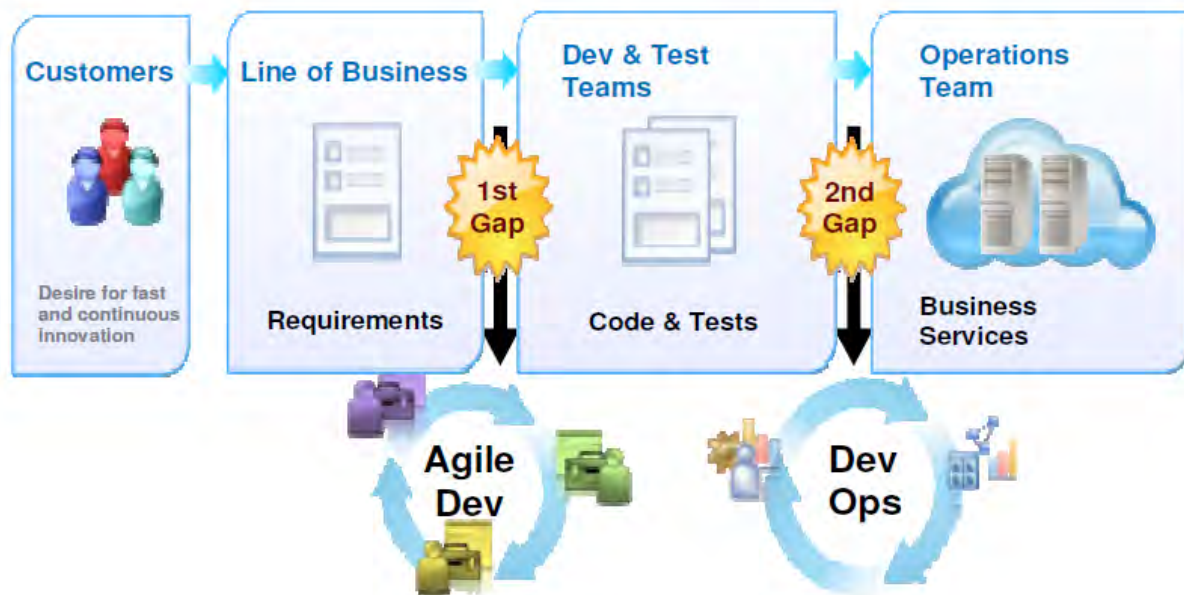 Customers
Desire for fast
and continuous
innovation
Line of Business
Requirements
1st
Gap
Dev & Test
Teams
Code & Tests
2nd
Gap
Operations
Team
Business
Services
Agile
Dev
Dev
Ops